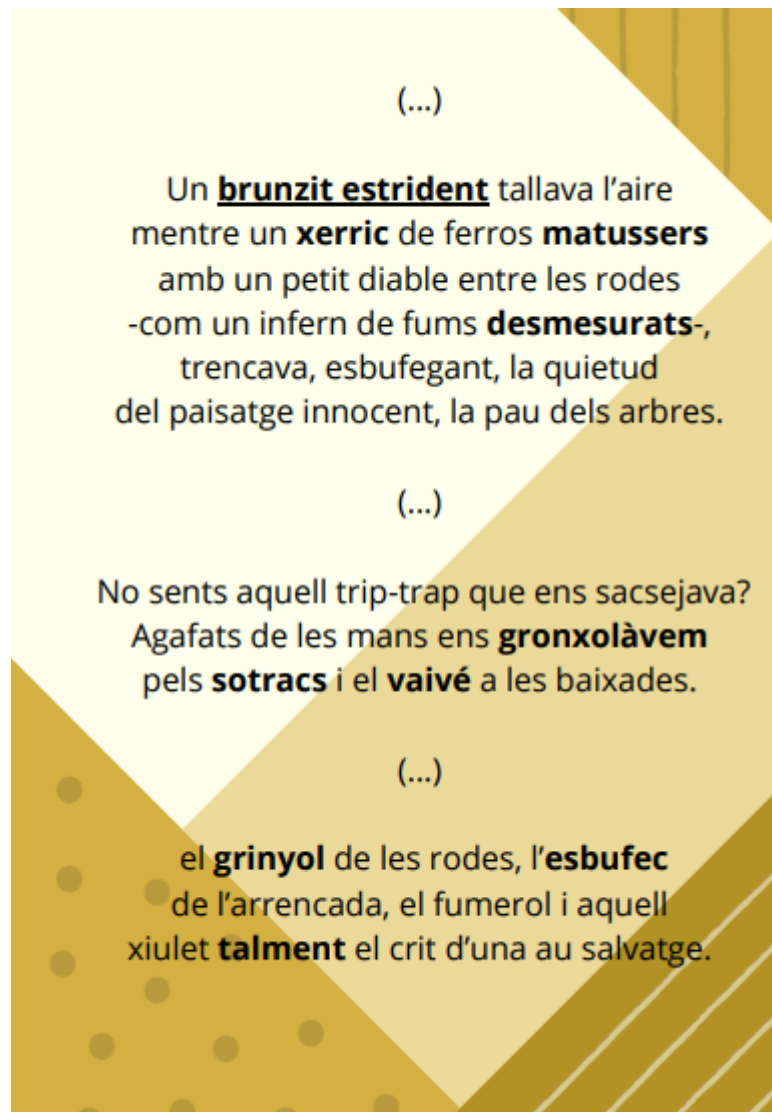 (...)
Un brunzit estrident tallava l'aire
mentre un xerric de ferros matussers
amb un petit diable entre les rodes
-com un infern de fums desmesurats-,
trencava, esbufegant, la quietud
del paisatge innocent, la pau dels arbres.
(...)
No sents aquell trip-trap que ens sacsejava?
Agafats de les mans ens gronxolàvem
pels sotracs i el vaivé a les baixades.
(...)
el grinyol de les rodes, l'esbufec
de l'arrencada, el fumerol i aquell
xiulet talment el crit d'una au salvatge.